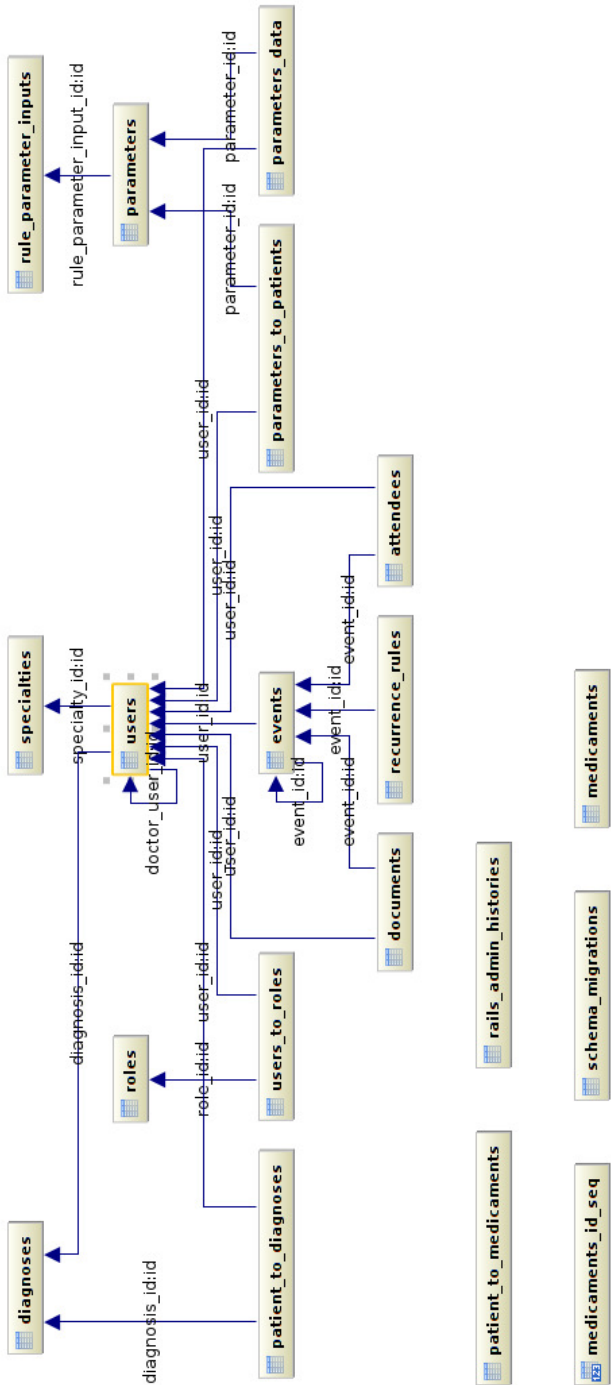 diagnoses
specialties
rule_parameter_inputs
diagnosis_id:id
specialty_id:id
rule_parameter_input_id:id
roles
users
parameters
diagnosis_id:id
doctor_user_id:id
role_id:id
user_id:id
user_id:id
user_id:id
user_id:id
user_id:id
user_id:id
user_id:id
parameter_id:id
parameter_id:id
patient_to_diagnoses
users_to_roles
events
parameters_to_patients
parameters_data
event_id:id
event_id:id
event_id:id
event_id:id
documents
recurrence_rules
attendees
patient_to_medicaments
rails_admin_histories
medicaments_id_seq
schema_migrations
medicaments